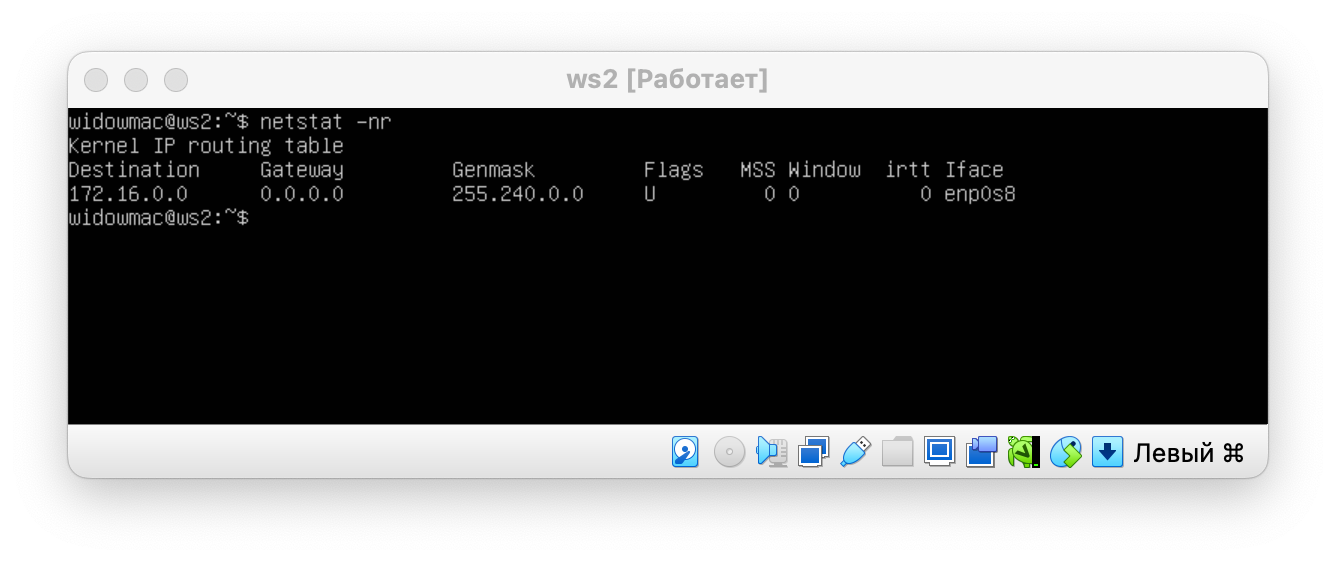 ws2 [Работает]
widowmac@ws2:~$ netstat -nr
Kernel IP routing table
Destination     Gateway         Genmask         Flags   MSS Window  irtt Iface
172.16.0.0      0.0.0.0         255.240.0.0     U         0 0          0 enp0s8
widowmac@ws2:~$
Левый ⌘